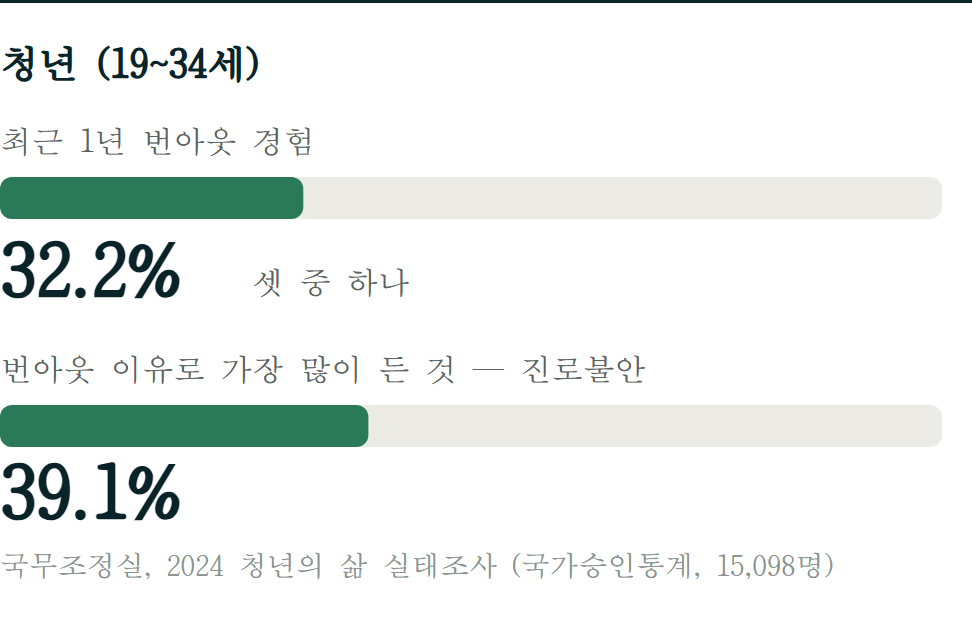 청년 (19~34세)
최근 1년 번아웃 경험
32.2% 셋 중 하나
번아웃 이유로 가장 많이 든 것 — 진로불안
39.1%
국무조정실, 2024 청년의 삶 실태조사 (국가승인통계, 15,098명)